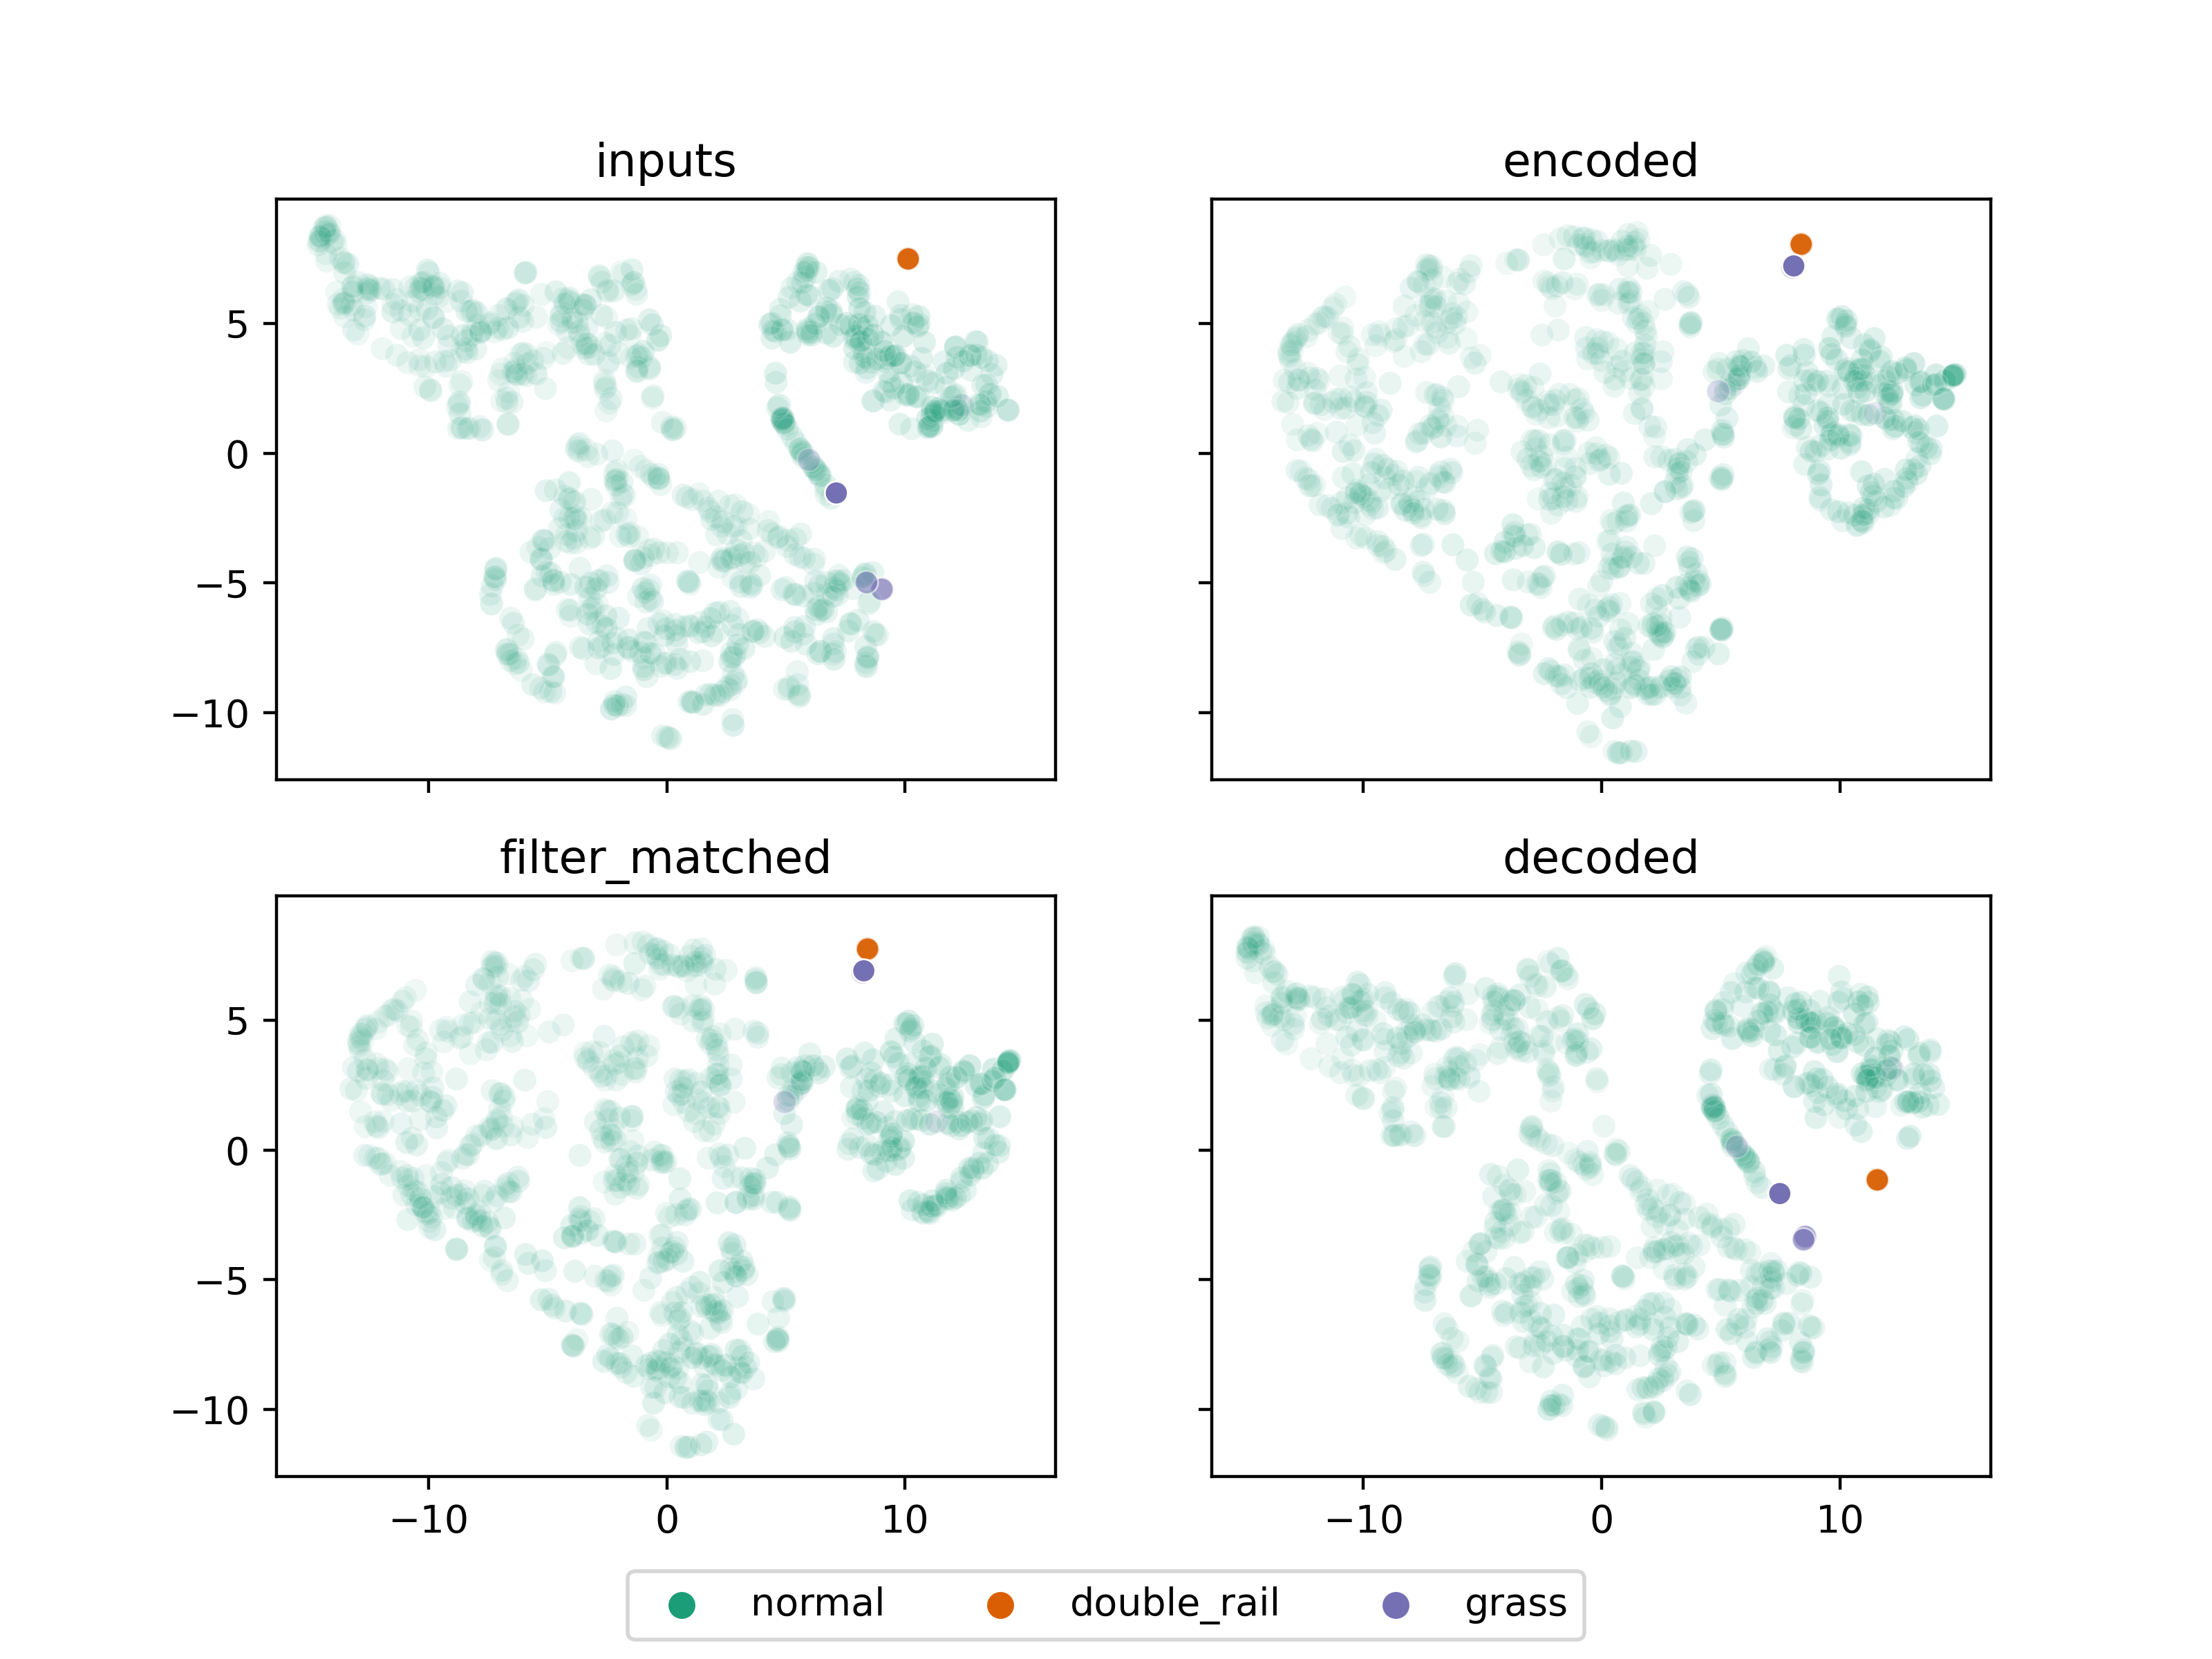 inputs
encoded
5
0
−5
−10
filter_matched
decoded
5
0
−5
−10
−10 0 10
−10 0 10
normal double_rail grass